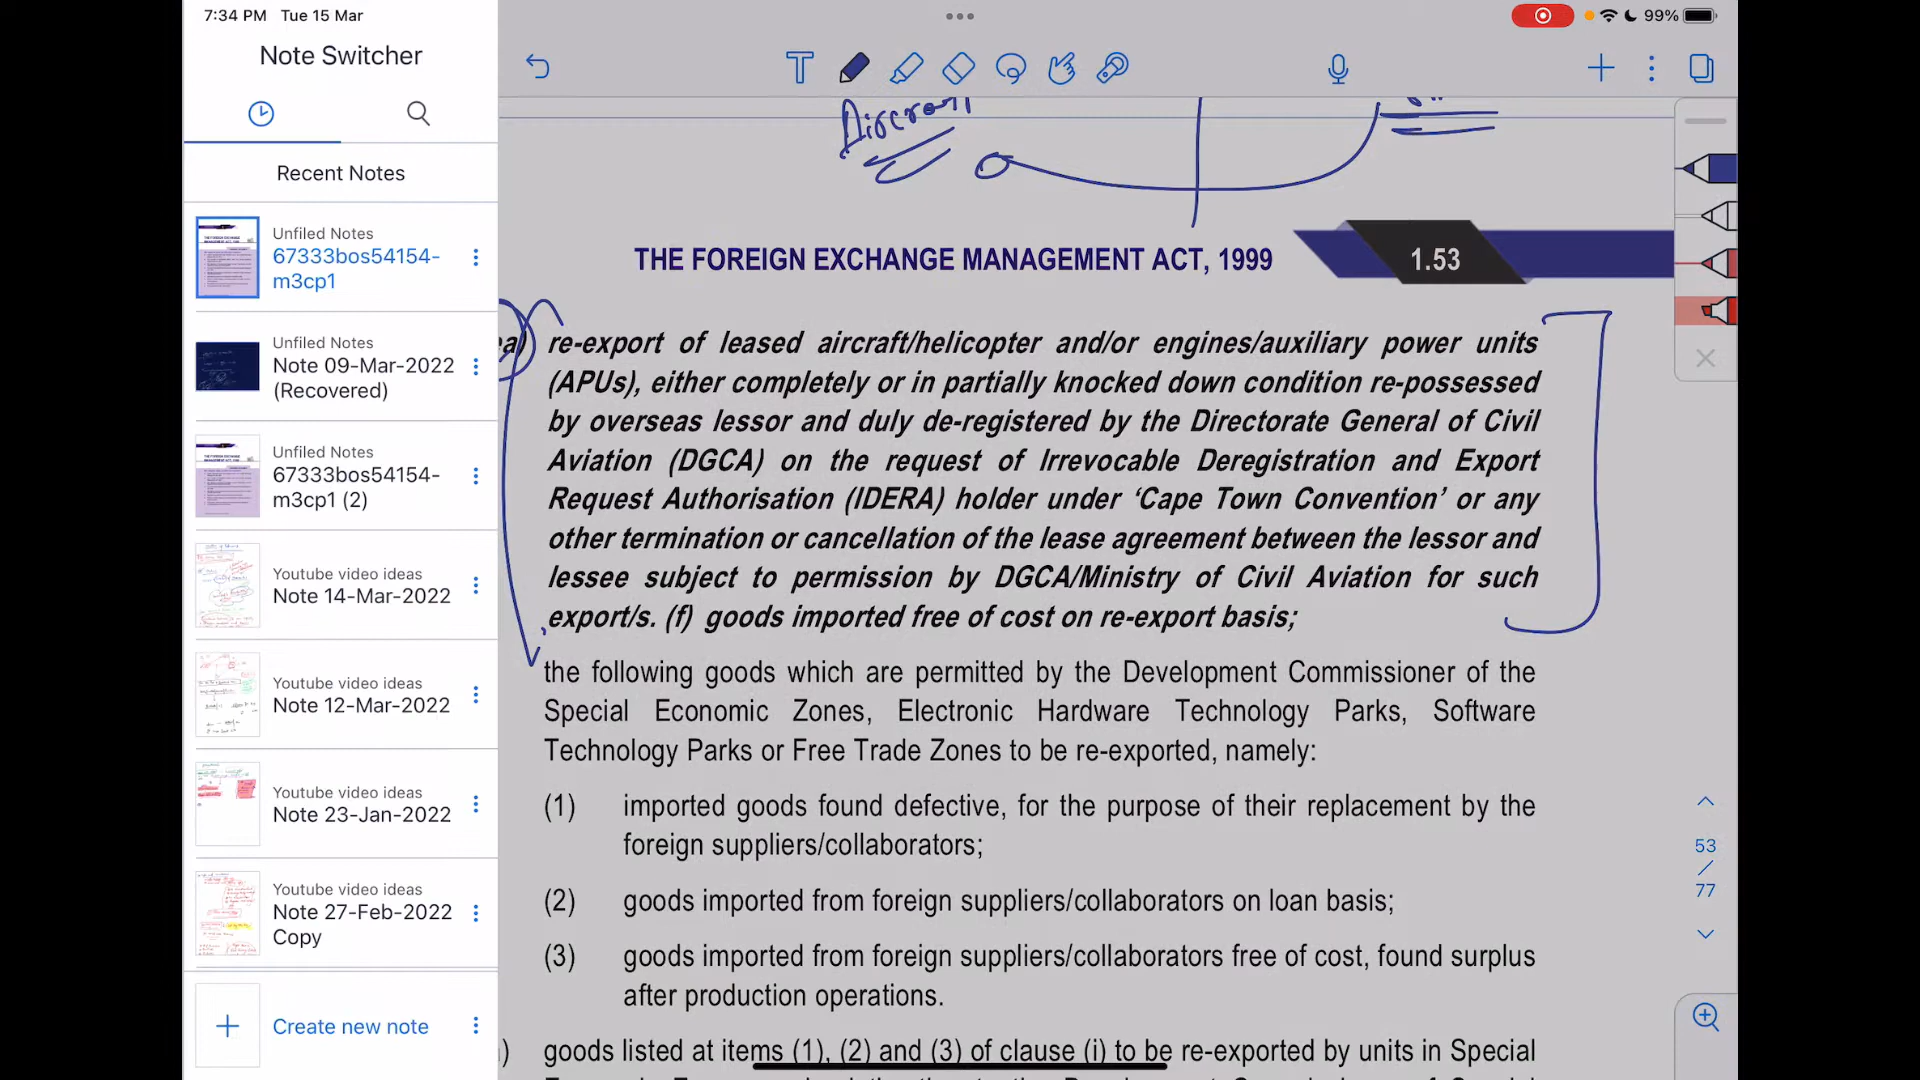 7:34 PM Tue 15 Mar
99%
Note Switcher
Recent Notes
Unfiled Notes
67333bos54154-
m3cp1
Unfiled Notes
Note 09-Mar-2022
(Recovered)
Unfiled Notes
67333bos54154-
m3cp1 (2)
Youtube video ideas
Note 14-Mar-2022
Youtube video ideas
Note 12-Mar-2022
Youtube video ideas
Note 23-Jan-2022
Youtube video ideas
Note 27-Feb-2022
Copy
Create new note
Aircraft
THE FOREIGN EXCHANGE MANAGEMENT ACT, 1999
1.53
re-export of leased aircraft/helicopter and/or engines/auxiliary power units
(APUs), either completely or in partially knocked down condition re-possessed
by overseas lessor and duly de-registered by the Directorate General of Civil
Aviation (DGCA) on the request of Irrevocable Deregistration and Export
Request Authorisation (IDERA) holder under ‘Cape Town Convention’ or any
other termination or cancellation of the lease agreement between the lessor and
lessee subject to permission by DGCA/Ministry of Civil Aviation for such
export/s. (f) goods imported free of cost on re-export basis;
the following goods which are permitted by the Development Commissioner of the
Special Economic Zones, Electronic Hardware Technology Parks, Software
Technology Parks or Free Trade Zones to be re-exported, namely:
(1) imported goods found defective, for the purpose of their replacement by the
foreign suppliers/collaborators;
(2) goods imported from foreign suppliers/collaborators on loan basis;
(3) goods imported from foreign suppliers/collaborators free of cost, found surplus
after production operations.
goods listed at items (1), (2) and (3) of clause (i) to be re-exported by units in Special
53
/
77